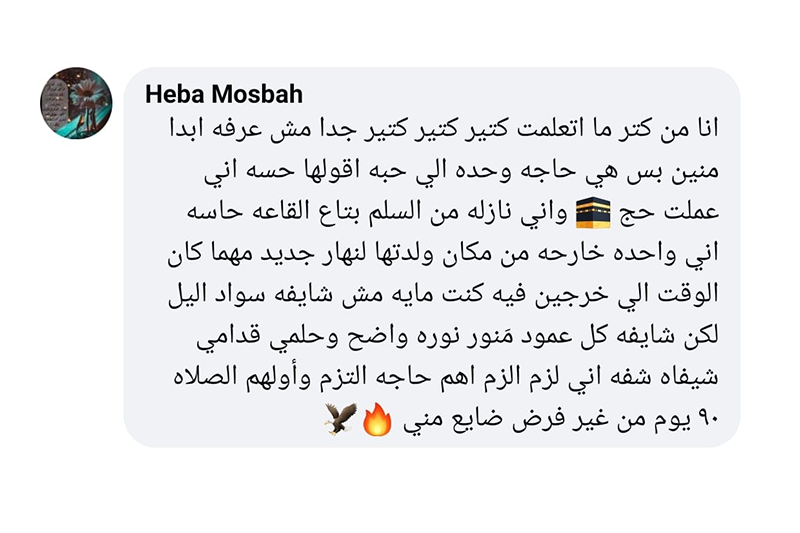 Heba Mosbah
انا من كتر ما اتعلمت كتير كتير كتير جدا مش عرفه ابدا
منين بس هي حاجه وحده الي حبه اقولها حسه اني
عملت حج 🕋 واني نازله من السلم بتاع القاعه حاسه
اني واحده خارحه من مكان ولدتها لنهار جديد مهما كان
الوقت الي خرجين فيه كنت مايه مش شايفه سواد اليل
لكن شايفه كل عمود مَنور نوره واضح وحلمي قدامي
شيفاه شفه اني لزم الزم اهم حاجه التزم وأولهم الصلاه
٩٠ يوم من غير فرض ضايع مني 🔥🦅